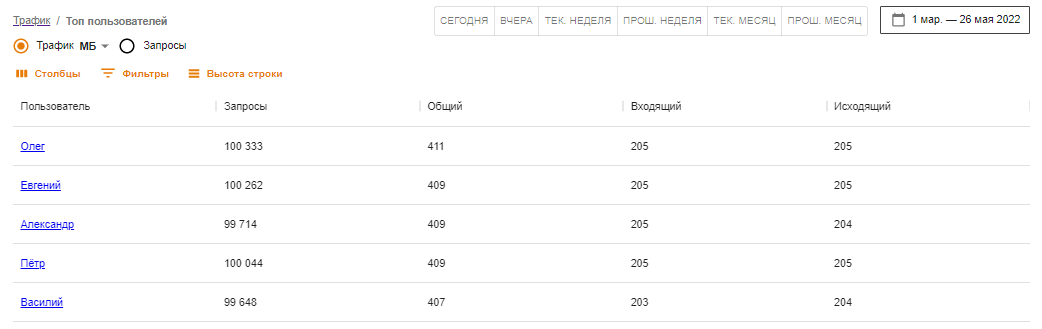 Трафик / Топ пользователей
СЕГОДНЯ ВЧЕРА ТЕК. НЕДЕЛЯ ПРОШ. НЕДЕЛЯ ТЕК. МЕСЯЦ ПРОШ. МЕСЯЦ 1 мар. — 26 мая 2022
Трафик МБ Запросы
Столбцы Фильтры Высота строки
Пользователь Запросы Общий Входящий Исходящий
Олег 100 333 411 205 205
Евгений 100 262 409 205 205
Александр 99 714 409 205 204
Пётр 100 044 409 205 205
Василий 99 648 407 203 204